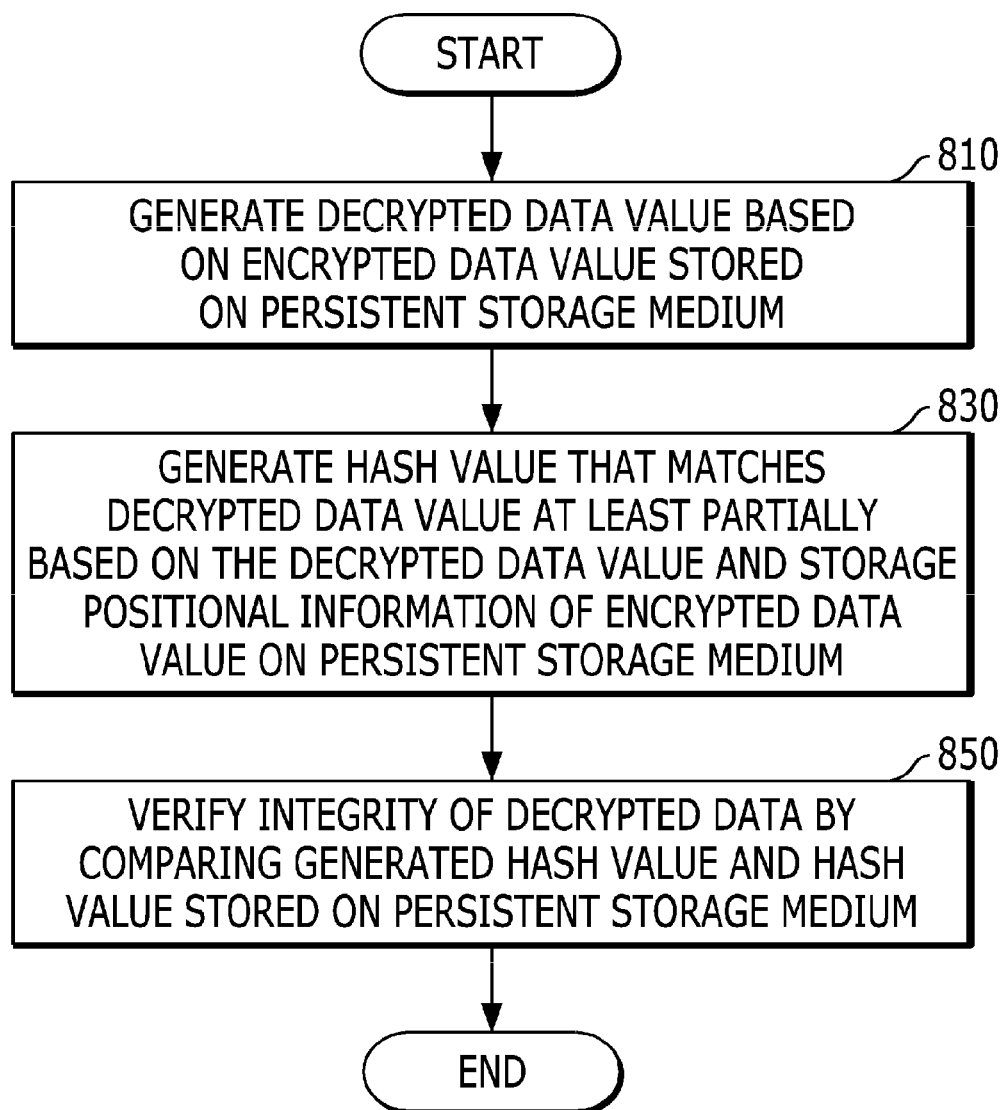 START
810
GENERATE DECRYPTED DATA VALUE BASED
ON ENCRYPTED DATA VALUE STORED
ON PERSISTENT STORAGE MEDIUM
830
GENERATE HASH VALUE THAT MATCHES
DECRYPTED DATA VALUE AT LEAST PARTIALLY
BASED ON THE DECRYPTED DATA VALUE AND STORAGE
POSITIONAL INFORMATION OF ENCRYPTED DATA
VALUE ON PERSISTENT STORAGE MEDIUM
850
VERIFY INTEGRITY OF DECRYPTED DATA BY
COMPARING GENERATED HASH VALUE AND HASH
VALUE STORED ON PERSISTENT STORAGE MEDIUM
END